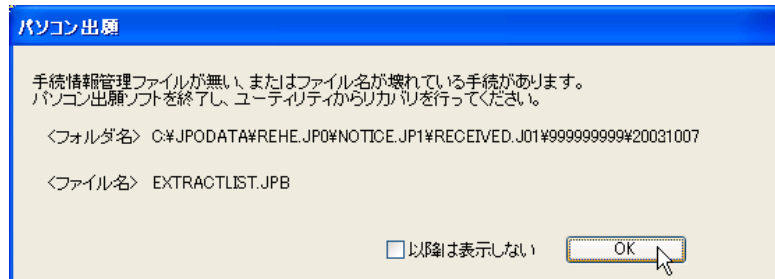 パソコン出願
手続情報管理ファイルが無い、またはファイル名が壊れている手続があります。
パソコン出願ソフトを終了し、ユーティリティからリカバリを行ってください。
<フォルダ名> C:¥JPODATA¥REHE.JP0¥NOTICE.JP1¥RECEIVED.J01¥999999999¥20031007
<ファイル名> EXTRACTLIST.JPB
以降は表示しない OK